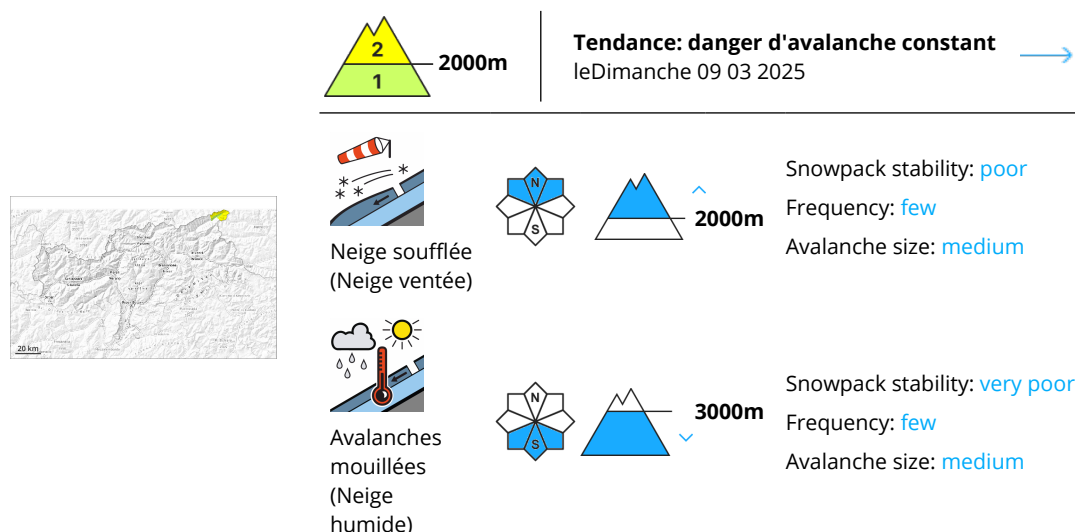 2
1
2000m
Tendance: danger d'avalanche constant
leDimanche 09 03 2025
N
S
2000m
Snowpack stability: poor
Frequency: few
Avalanche size: medium
Neige soufflée
(Neige ventée)
20 km
N
S
3000m
Snowpack stability: very poor
Frequency: few
Avalanche size: medium
Avalanches
mouillées
(Neige
humide)